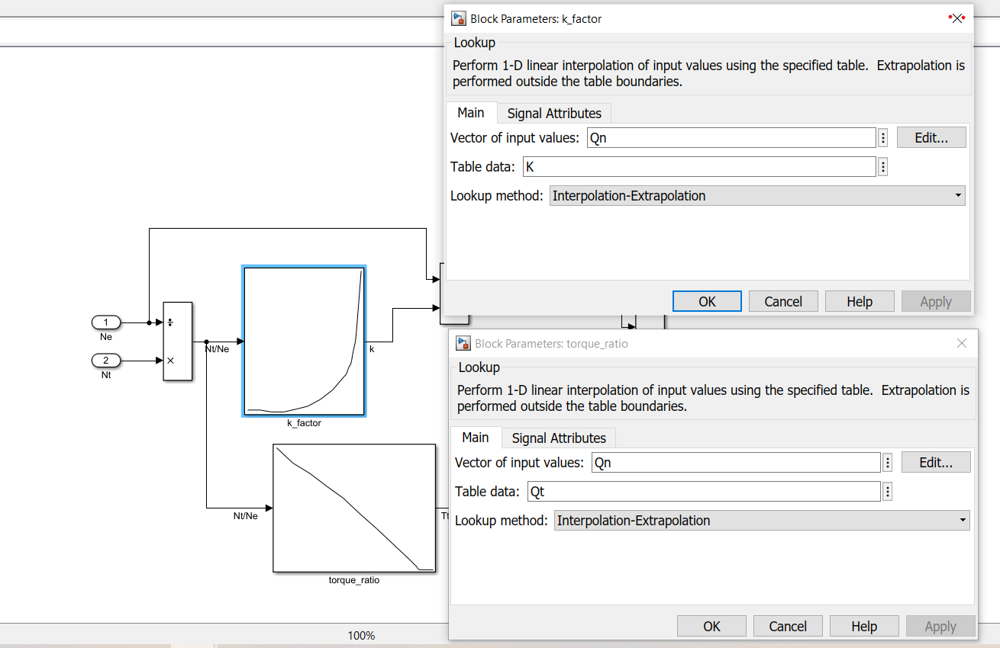 Block Parameters: k_factor
Lookup
Perform 1-D linear interpolation of input values using the specified table.  Extrapolation is
performed outside the table boundaries.
Main Signal Attributes
Vector of input values: Qn Edit...
Table data: K
Lookup method: Interpolation-Extrapolation
OK Cancel Help Apply
1
Ne
÷
2
Nt
×
Nt/Ne
k
k_factor
Nt/Ne
torque_ratio
Block Parameters: torque_ratio
Lookup
Perform 1-D linear interpolation of input values using the specified table.  Extrapolation is
performed outside the table boundaries.
Main Signal Attributes
Vector of input values: Qn Edit...
Table data: Qt
Lookup method: Interpolation-Extrapolation
OK Cancel Help Apply
100%